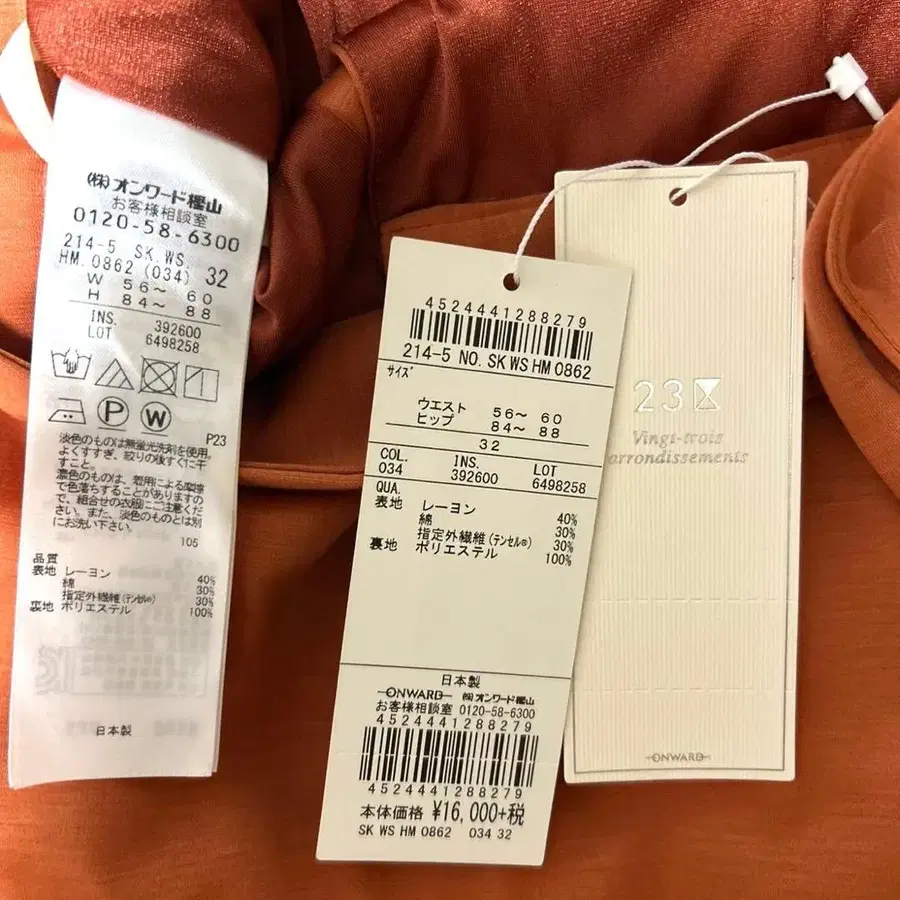 ㈱オンワード樫山
お客様相談室
0120-58-6300
214-5 SK.WS.
HM.0862 (034) 32
W 56～ 60
H 84～ 88
INS. 392600
LOT 6498258
P W
P23
淡色のものは無蛍光洗剤を使用。
よくすすぎ、絞りの後すぐに干
すこと。
濃色のものは、着用による摩擦
で色落ちすることがありますの
で、組合せの衣服にご注意くだ
さい。また、淡色のものとは別
にお洗い下さい。
105
品質
表地 レーヨン 40%
綿 30%
指定外繊維(テンセル®) 30%
裏地 ポリエステル 100%
日本製
4524441288279
214-5 NO. SK WS HM 0862
サイズ
ウエスト 56～ 60
ヒップ 84～ 88
32
COL. INS. LOT
034 392600 6498258
QUA.
表地 レーヨン 40%
綿 30%
指定外繊維(テンセル®) 30%
裏地 ポリエステル 100%
日本製
ONWARD ㈱オンワード樫山
お客様相談室 0120-58-6300
4524441288279
4524441288279
本体価格 ¥16,000+税
SK WS HM 0862 034 32
23
Vingt-trois
arrondissements
ONWARD